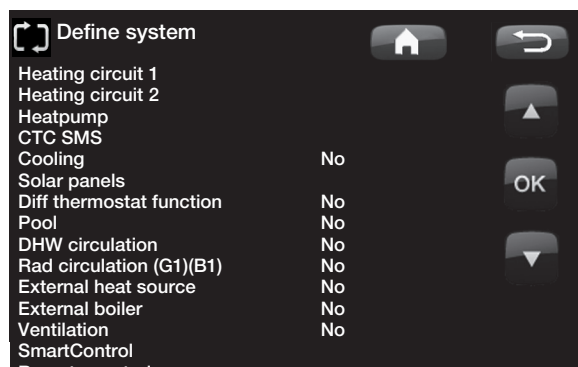 Define system
Heating circuit 1
Heating circuit 2
Heatpump
CTC SMS
Cooling No
Solar panels
OK
Diff thermostat function No
Pool No
DHW circulation No
Rad circulation (G1)(B1) No
External heat source No
External boiler No
Ventilation No
SmartControl